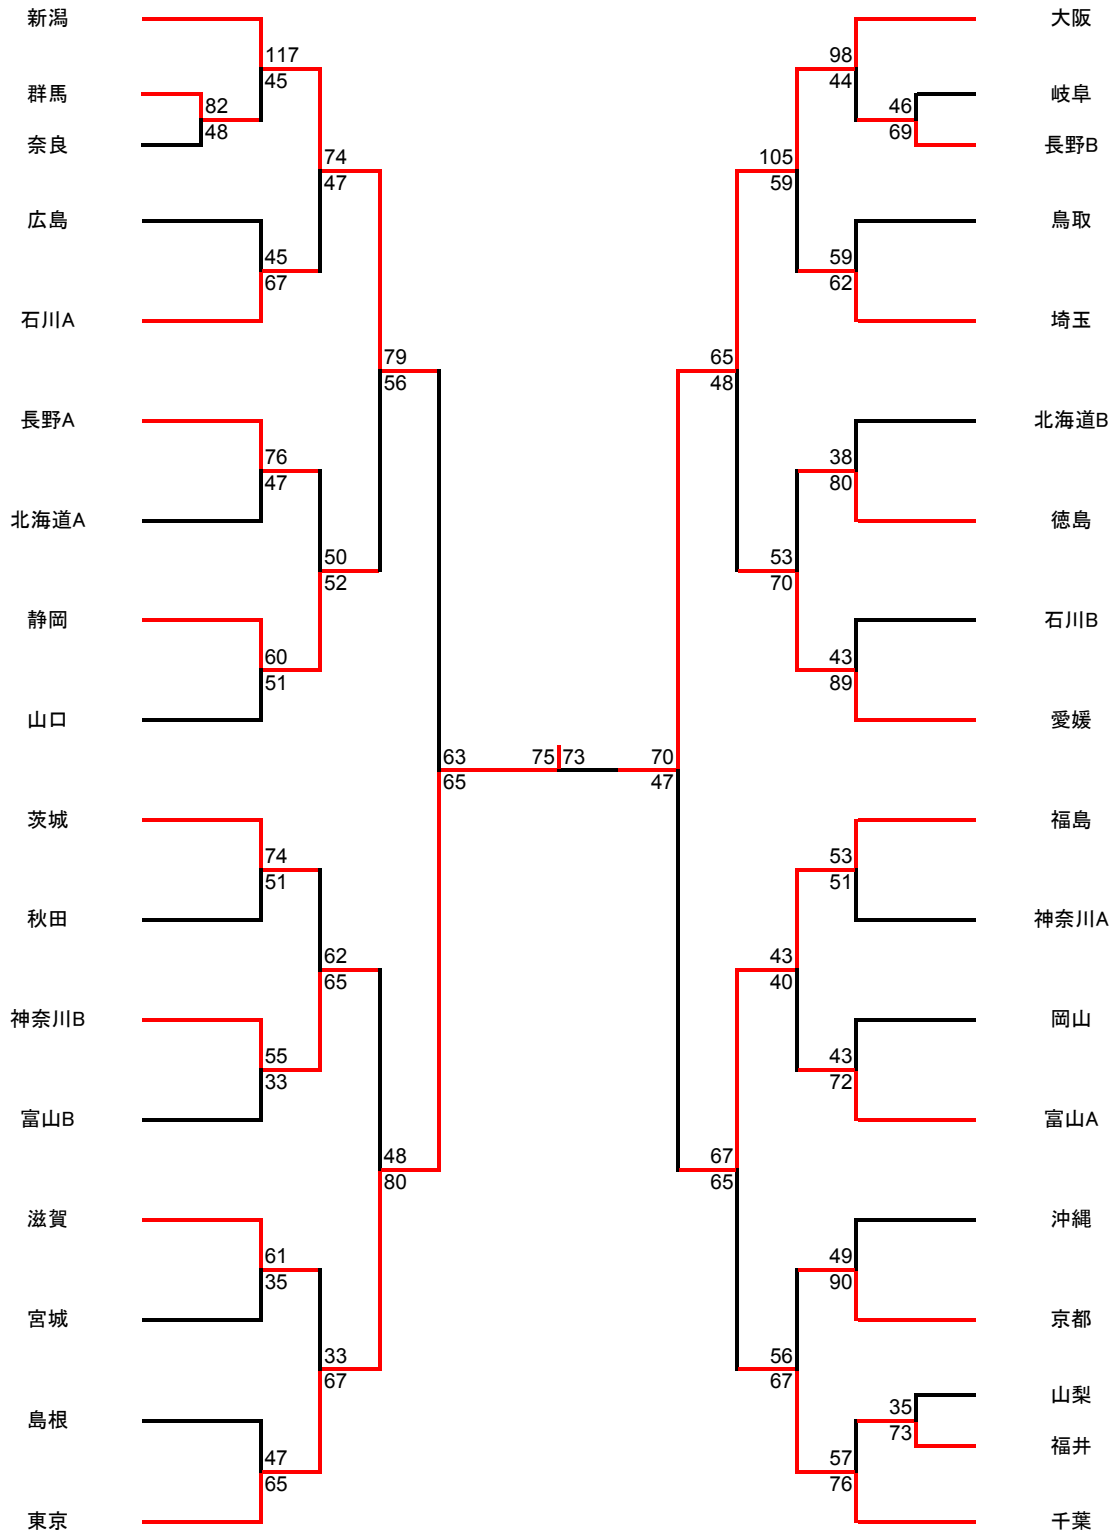 新潟
117
45
群馬
82
48
奈良
74
47
広島
45
67
石川A
79
56
長野A
76
47
北海道A
50
52
静岡
60
51
山口
63
65
茨城
74
51
秋田
62
65
神奈川B
55
33
富山B
48
80
滋賀
61
35
宮城
33
67
島根
47
65
東京
75
73
大阪
98
44
岐阜
46
69
長野B
105
59
鳥取
59
62
埼玉
65
48
北海道B
38
80
徳島
53
70
石川B
43
89
愛媛
70
47
福島
53
51
神奈川A
43
40
岡山
43
72
富山A
67
65
沖縄
49
90
京都
56
67
山梨
35
73
福井
57
76
千葉